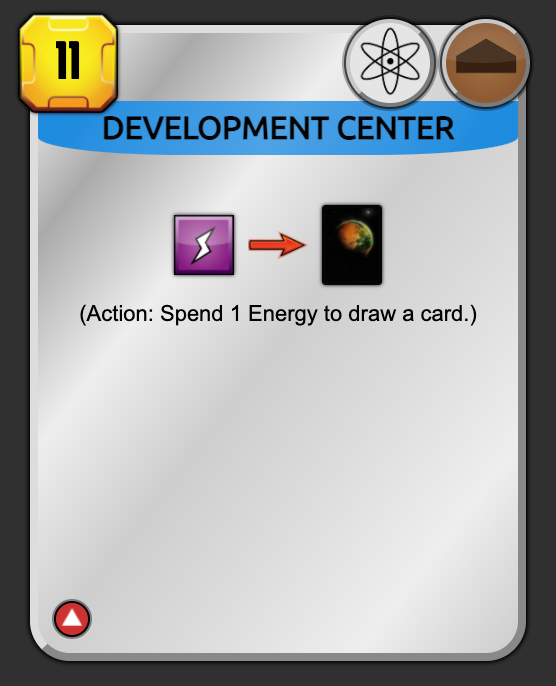 11
DEVELOPMENT CENTER
(Action: Spend 1 Energy to draw a card.)